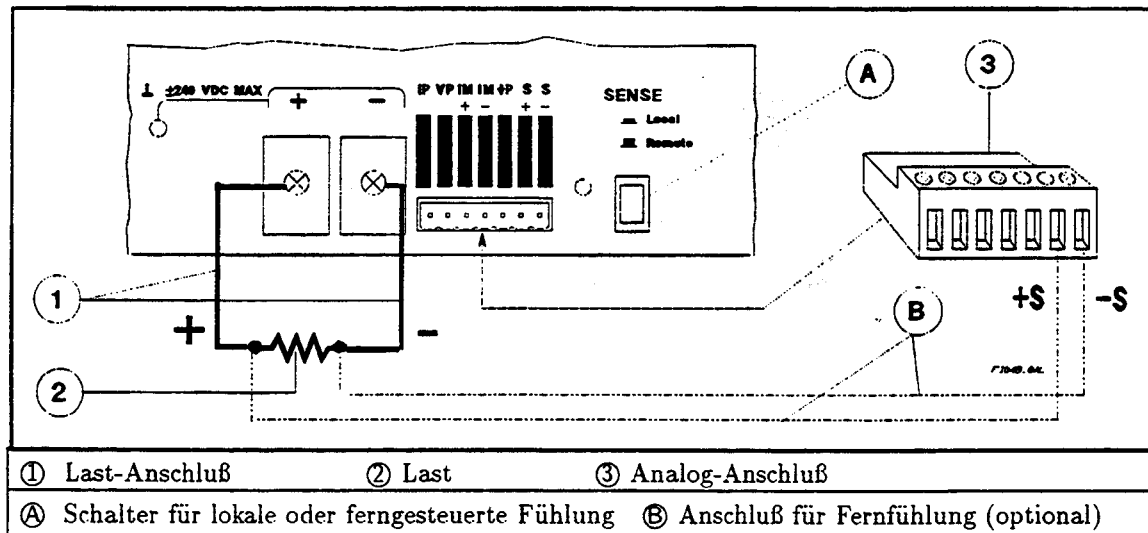 ⊥ ±240 VDC MAX
+ −
IP VP IM IM +P S S
+ − + −
SENSE
Local
Remote
A
3
1
+
−
2
B
+S
-S
① Last-Anschluß ② Last ③ Analog-Anschluß
Ⓐ Schalter für lokale oder ferngesteuerte Fühlung Ⓑ Anschluß für Fernfühlung (optional)